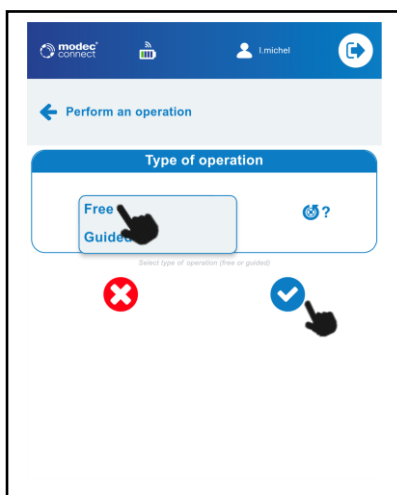 modec
connect
l.michel
Perform an operation
Type of operation
Free
?
Guided
Select type of operation (free or guided)